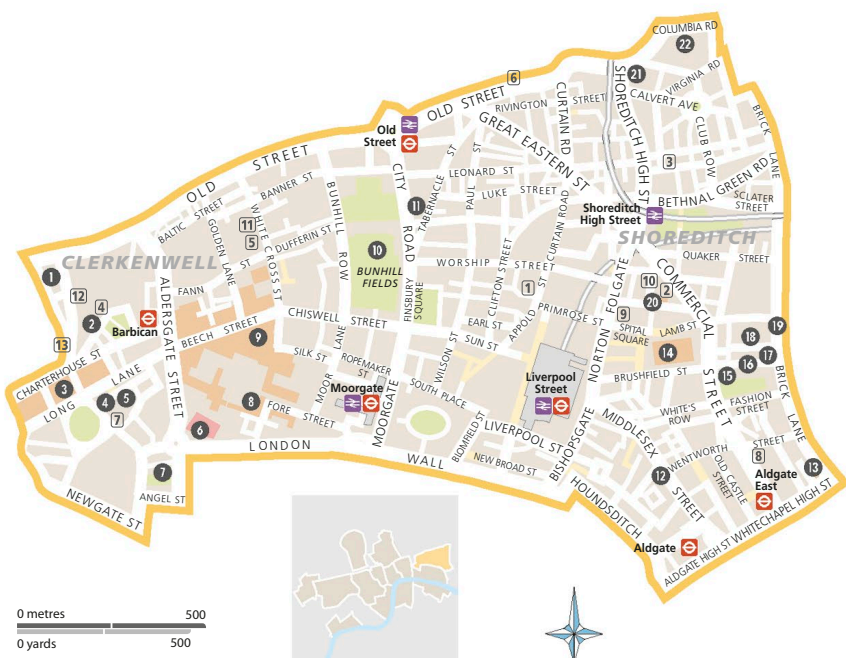 COLUMBIA RD
22
21
VIRGINIA RD
6
OLD STREET
RIVINGTON STREET
CURTAIN RD
SHOREDITCH HIGH ST
CALVERT AVE
CLUB ROW
BRICK LANE
Old Street
GREAT EASTERN ST
OLD STREET
CITY ROAD
TABERNACLE ST
LEONARD ST
PAUL ST
LUKE STREET
3
BETHNAL GREEN RD
SCLATER STREET
BANNER ST
BUNHILL ROW
11
Shoreditch High Street
SHOREDITCH
BALTIC STREET
GOLDEN LANE
WHITE CROSS ST
11
5
DUFFERIN ST
10
BUNHILL FIELDS
CURTAIN ROAD
QUAKER STREET
CLERKENWELL
1
WORSHIP STREET
CLIFTON STREET
COMMERCIAL STREET
10
2
20
12
4
2
FANN ST
ALDERSGATE STREET
FINSBURY SQUARE
1
APPOLD ST
PRIMROSE ST
NORTON FOLGATE
9
SPITAL SQUARE
LAMB ST
Barbican
BEECH STREET
9
CHISWELL STREET
EARL ST
SUN ST
WILSON ST
18
19
13
CHARTERHOUSE ST
SILK ST
MOOR LANE
ROPEMAKER ST
14
17
16
15
3
LONG LANE
4
5
7
8
FORE STREET
Moorgate
MOORGATE
SOUTH PLACE
Liverpool Street
BRUSHFIELD ST
FASHION STREET
BRICK LANE
6
LONDON WALL
BLOMFIELD ST
LIVERPOOL ST
BISHOPSGATE
MIDDLESEX STREET
WHITE'S ROW
7
NEW BROAD ST
12
WENTWORTH STREET
OLD CASTLE STREET
8
13
NEWGATE ST
ANGEL ST
HOUNDSDITCH
Aldgate East
Aldgate
ALDGATE HIGH ST
WHITECHAPEL HIGH ST
0 metres 500
0 yards 500